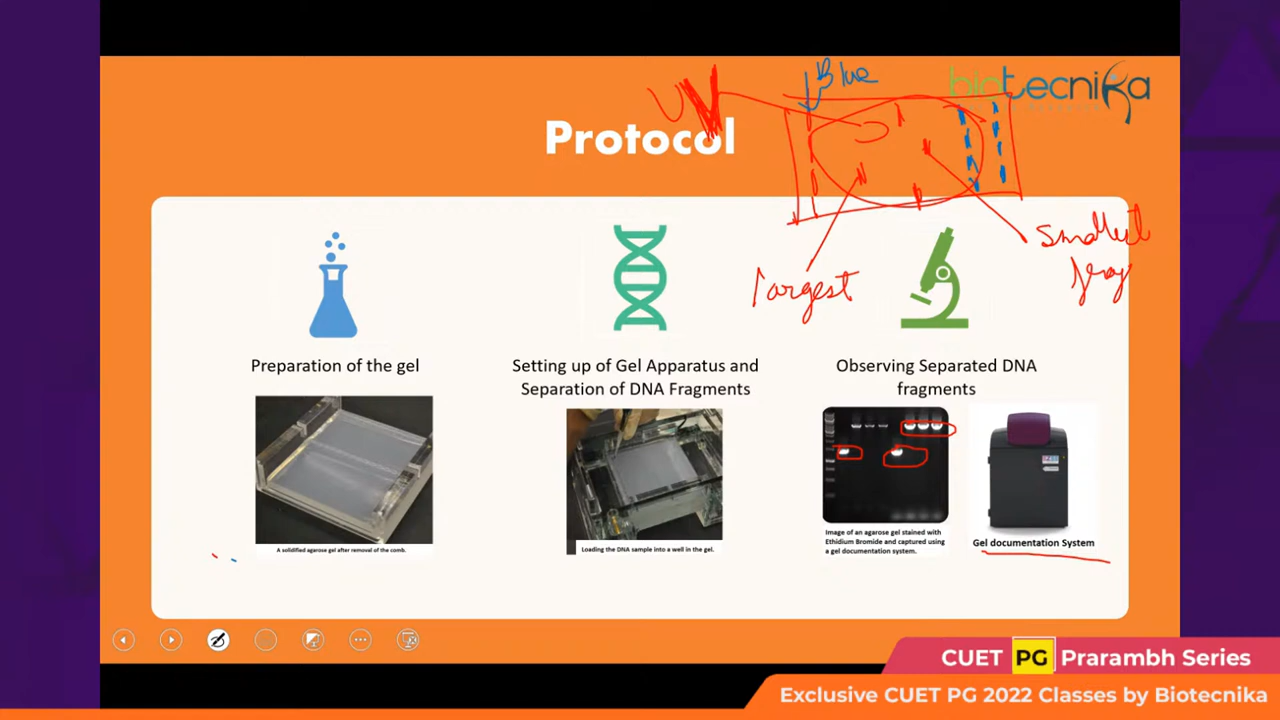 Blue
biotecnika
UV
Protocol
smallest
frag
largest
Preparation of the gel
Setting up of Gel Apparatus and
Separation of DNA Fragments
Observing Separated DNA
fragments
A solidified agarose gel after removal of the comb.
Loading the DNA sample into a well in the gel.
Image of an agarose gel stained with
Ethidium Bromide and captured using
a gel documentation system.
Gel documentation System
CUET PG Prarambh Series
Exclusive CUET PG 2022 Classes by Biotecnika